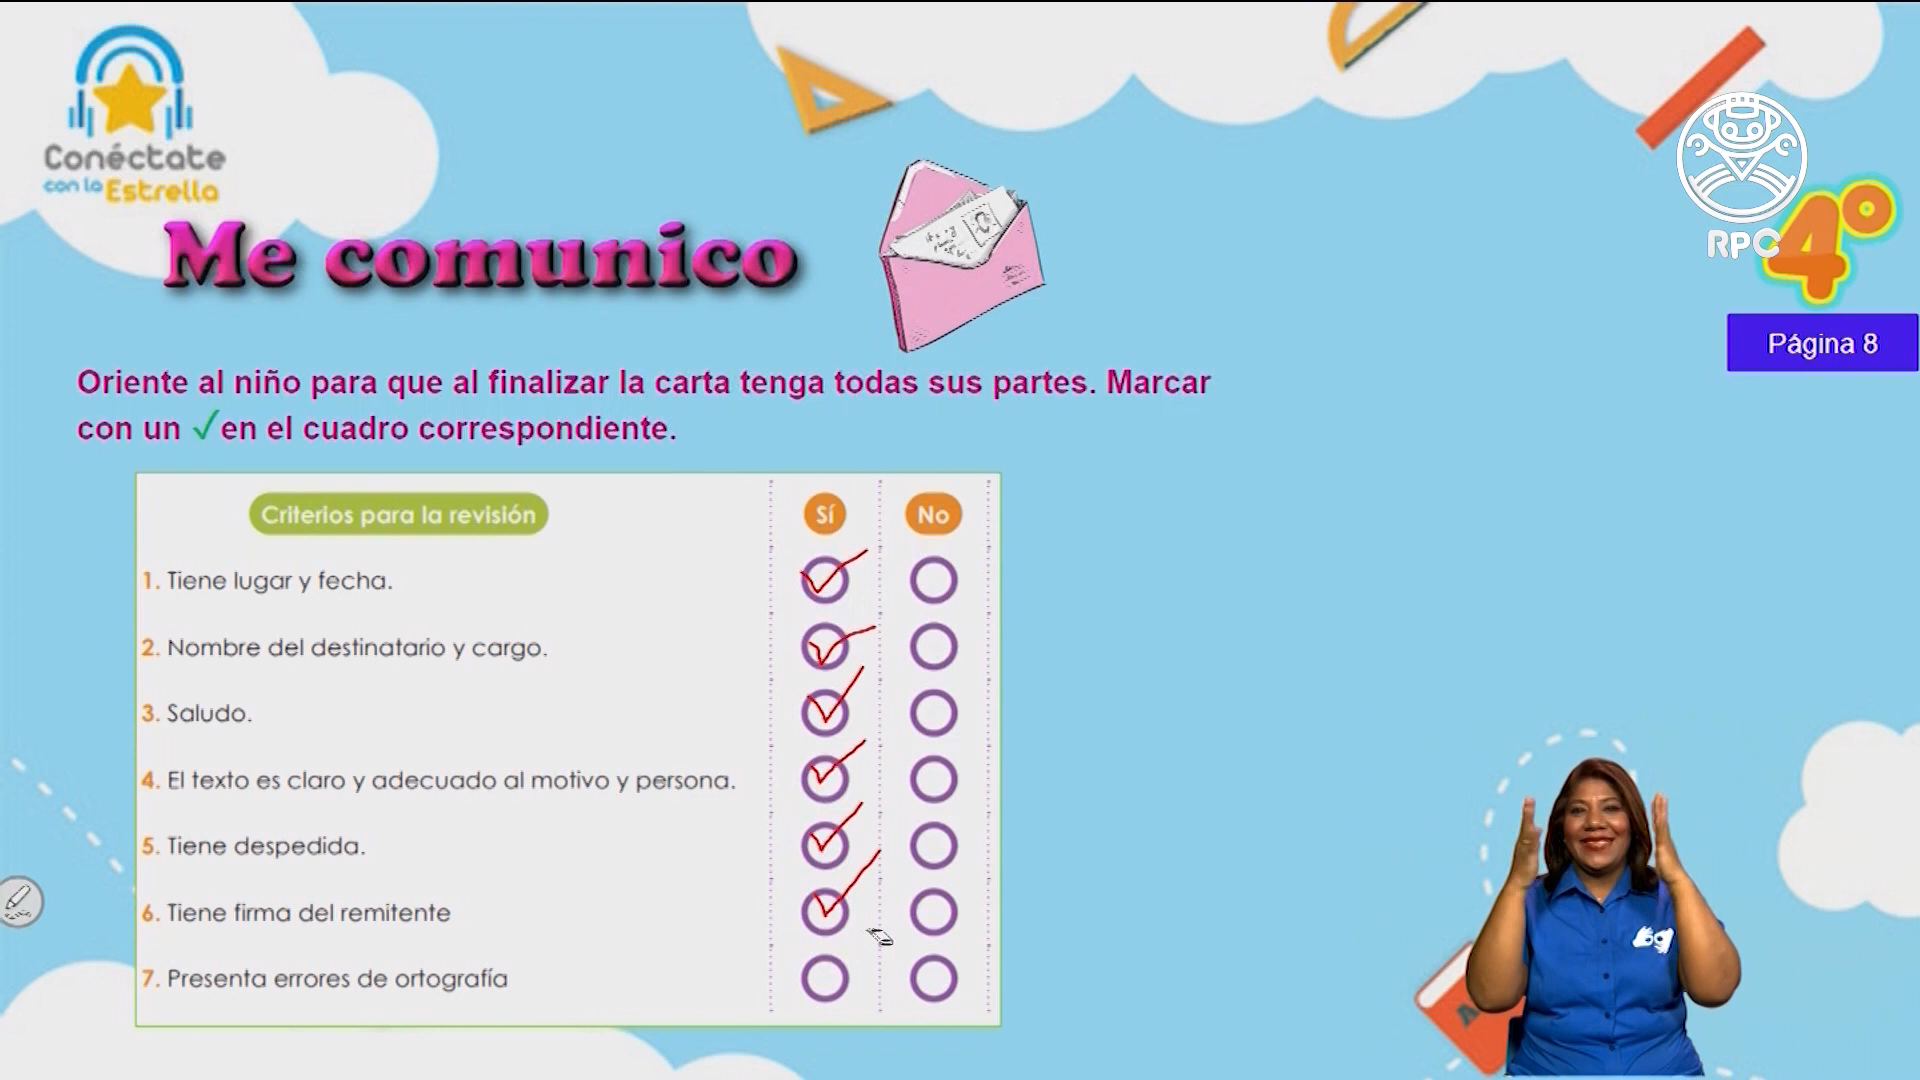 Conéctate
con la Estrella
Me comunico
RPC
4º
Página 8
Oriente al niño para que al finalizar la carta tenga todas sus partes. Marcar
con un ✓ en el cuadro correspondiente.
Criterios para la revisión Sí No
1. Tiene lugar y fecha.
2. Nombre del destinatario y cargo.
3. Saludo.
4. El texto es claro y adecuado al motivo y persona.
5. Tiene despedida.
6. Tiene firma del remitente
7. Presenta errores de ortografía
A